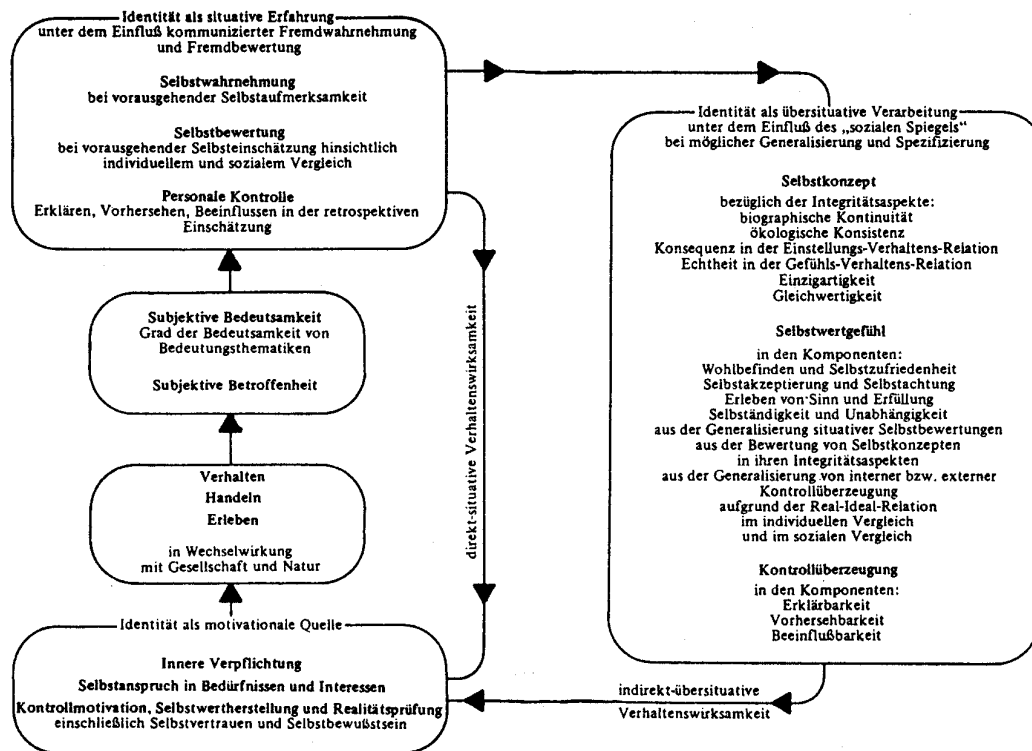 Identität als situative Erfahrung
unter dem Einfluß kommunizierter Fremdwahrnehmung
und Fremdbewertung
Selbstwahrnehmung
bei vorausgehender Selbstaufmerksamkeit
Selbstbewertung
bei vorausgehender Selbsteinschätzung hinsichtlich
individuellem und sozialem Vergleich
Personale Kontrolle
Erklären, Vorhersehen, Beeinflussen in der retrospektiven
Einschätzung
Subjektive Bedeutsamkeit
Grad der Bedeutsamkeit von
Bedeutungsthematiken
Subjektive Betroffenheit
Verhalten
Handeln
Erleben
in Wechselwirkung
mit Gesellschaft und Natur
Identität als motivationale Quelle
Innere Verpflichtung
Selbstanspruch in Bedürfnissen und Interessen
Kontrollmotivation, Selbstwertherstellung und Realitätsprüfung
einschließlich Selbstvertrauen und Selbstbewußtsein
direkt-situative Verhaltenswirksamkeit
Identität als übersituative Verarbeitung
unter dem Einfluß des „sozialen Spiegels“
bei möglicher Generalisierung und Spezifizierung
Selbstkonzept
bezüglich der Integritätsaspekte:
biographische Kontinuität
ökologische Konsistenz
Konsequenz in der Einstellungs-Verhaltens-Relation
Echtheit in der Gefühls-Verhaltens-Relation
Einzigartigkeit
Gleichwertigkeit
Selbstwertgefühl
in den Komponenten:
Wohlbefinden und Selbstzufriedenheit
Selbstakzeptierung und Selbstachtung
Erleben von Sinn und Erfüllung
Selbständigkeit und Unabhängigkeit
aus der Generalisierung situativer Selbstbewertungen
aus der Bewertung von Selbstkonzepten
in ihren Integritätsaspekten
aus der Generalisierung von interner bzw. externer
Kontrollüberzeugung
aufgrund der Real-Ideal-Relation
im individuellen Vergleich
und im sozialen Vergleich
Kontrollüberzeugung
in den Komponenten:
Erklärbarkeit
Vorhersehbarkeit
Beeinflußbarkeit
indirekt-übersituative
Verhaltenswirksamkeit